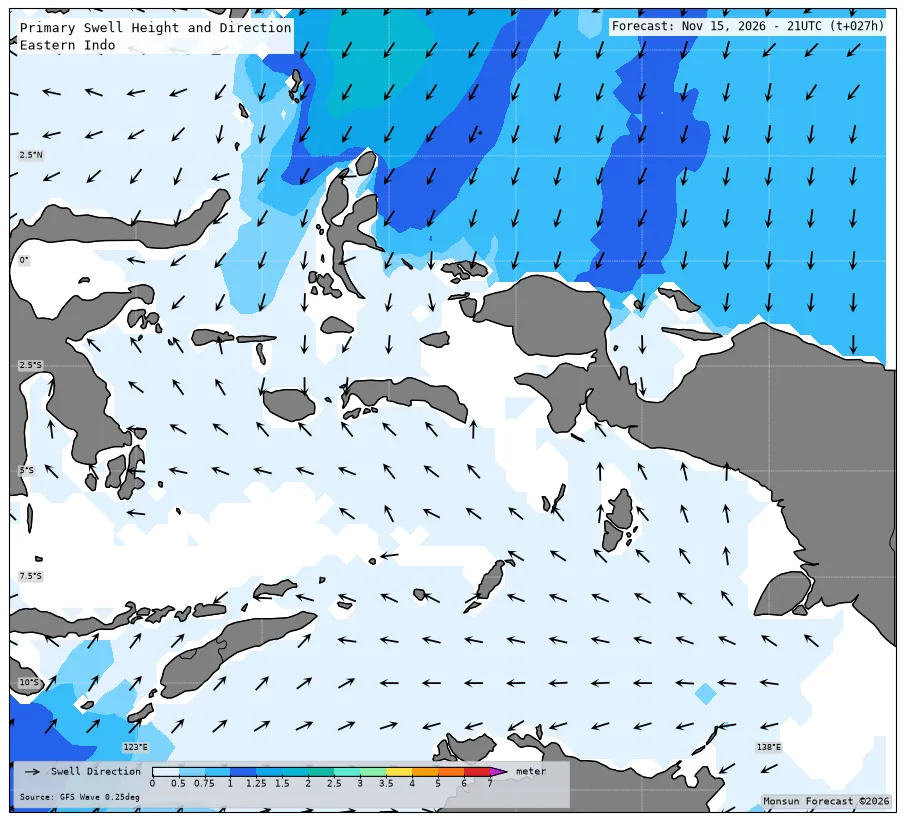 Primary Swell Height and Direction
Eastern Indo
Forecast: Nov 15, 2026 - 21UTC (t+027h)
2.5°N
0°
2.5°S
5°S
7.5°S
10°S
123°E
138°E
Swell Direction
meter
0 0.5 0.75 1 1.25 1.5 2 2.5 3 3.5 4 5 6 7
Source: GFS Wave 0.25deg
Monsun Forecast ©2026